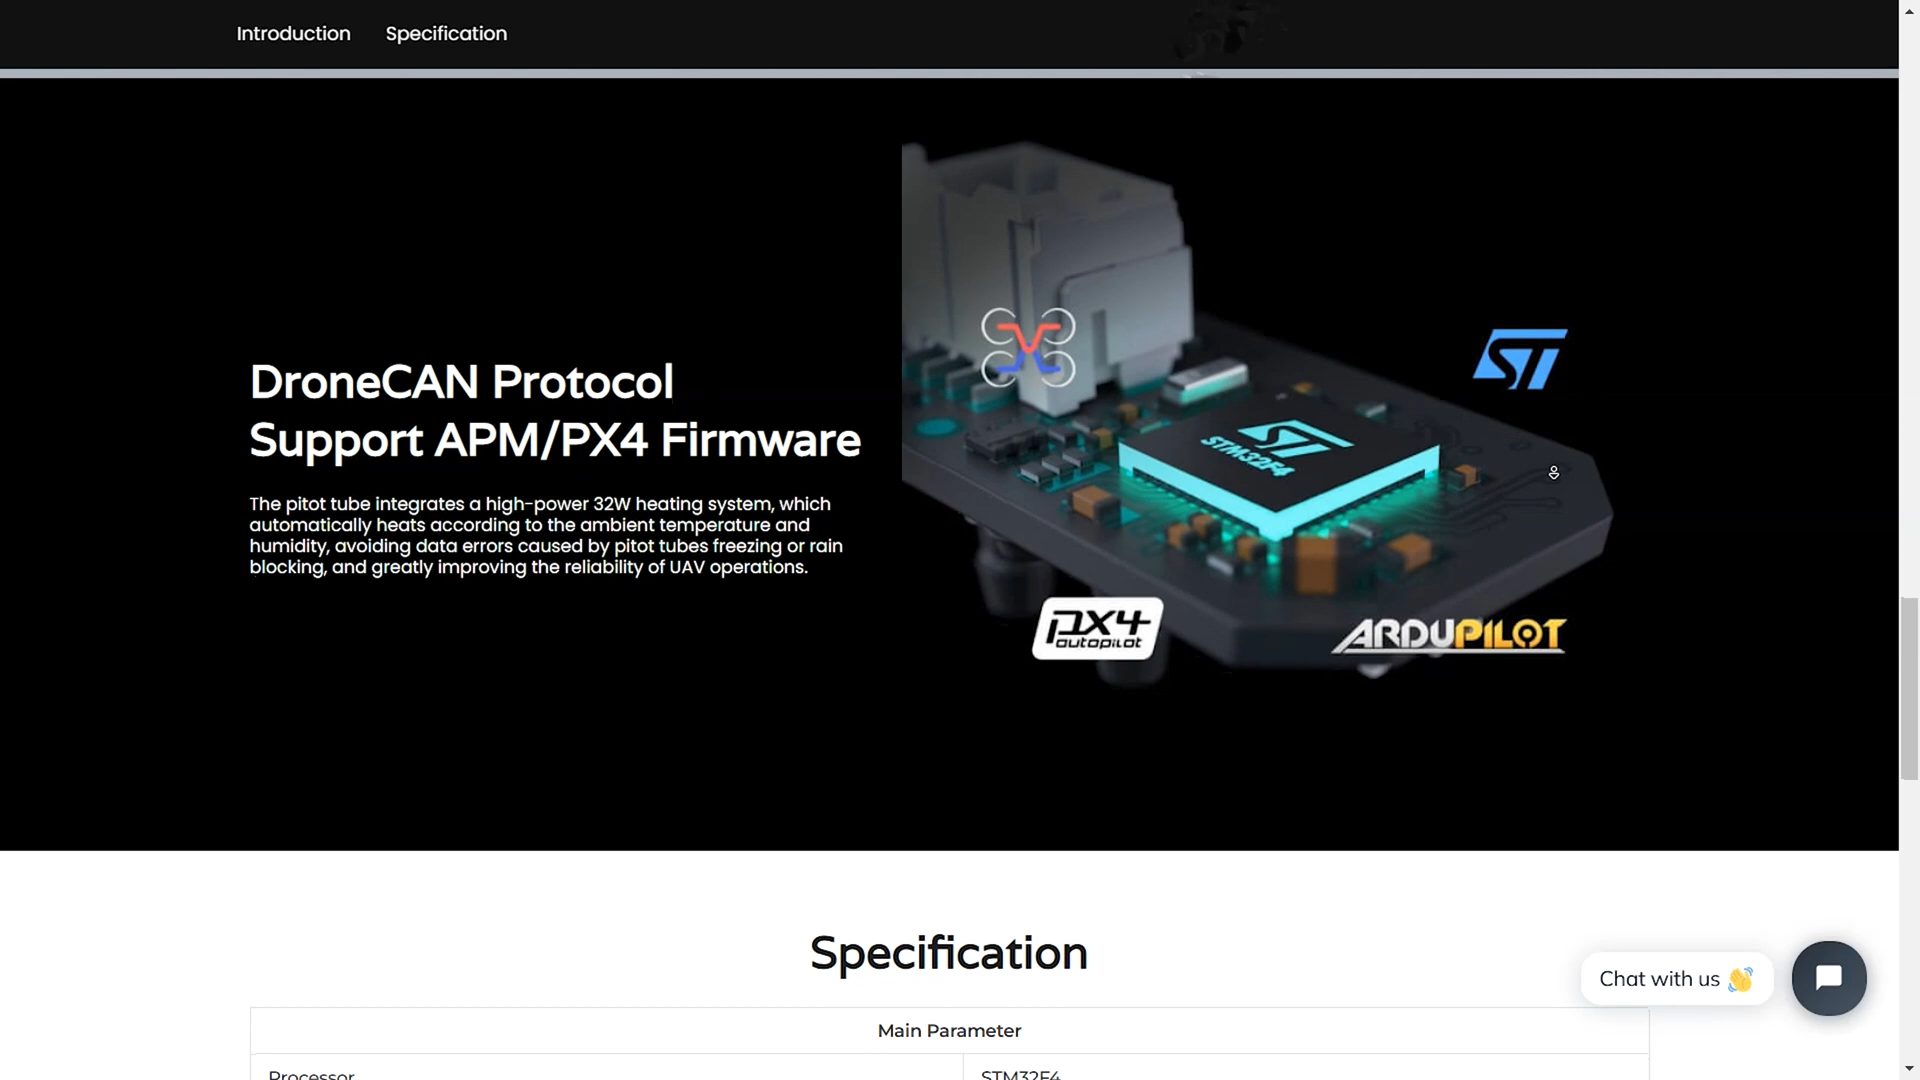 Introduction
Specification
DroneCAN Protocol
Support APM/PX4 Firmware
The pitot tube integrates a high-power 32W heating system, which
automatically heats according to the ambient temperature and
humidity, avoiding data errors caused by pitot tubes freezing or rain
blocking, and greatly improving the reliability of UAV operations.
ST
ST
STM32F4
PX4
autopilot
ARDUPILOT
Specification
Chat with us 👋
Main Parameter
Processor
STM32F4